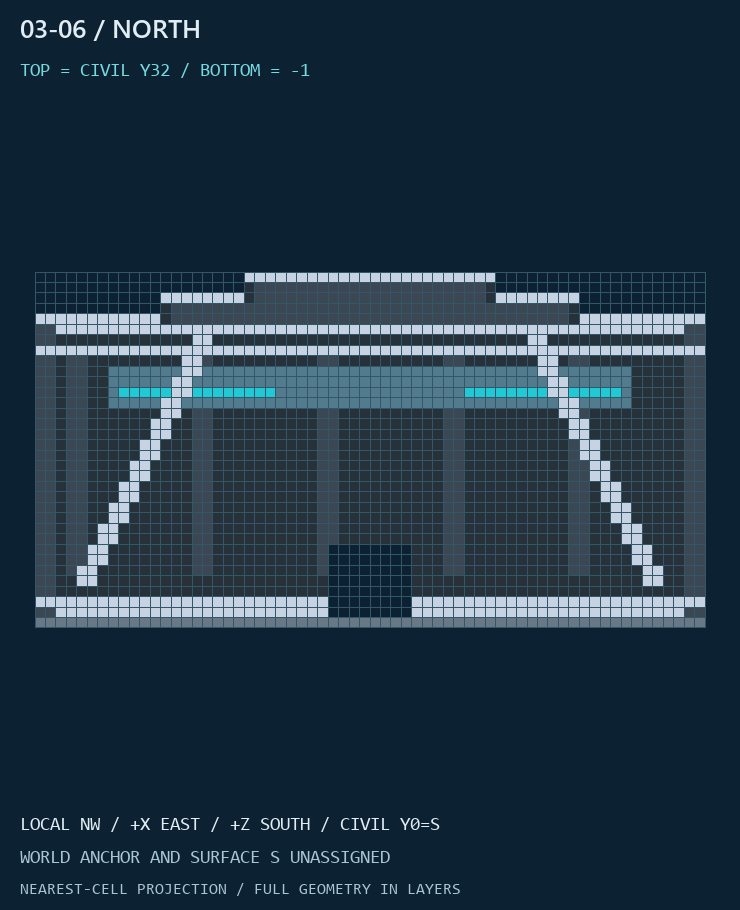 03-06 / NORTH
TOP = CIVIL Y32 / BOTTOM = -1
LOCAL NW / +X EAST / +Z SOUTH / CIVIL Y0=S
WORLD ANCHOR AND SURFACE S UNASSIGNED
NEAREST-CELL PROJECTION / FULL GEOMETRY IN LAYERS